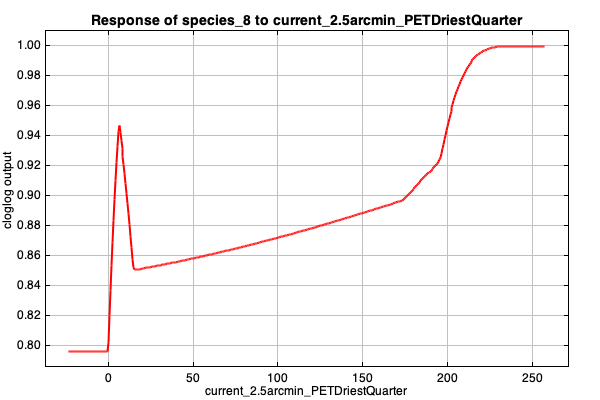 Response of species_8 to current_2.5arcmin_PETDriestQuarter
1.00
0.98
0.96
0.94
0.92
0.90
0.88
0.86
0.84
0.82
0.80
cloglog output
0 50 100 150 200 250
current_2.5arcmin_PETDriestQuarter